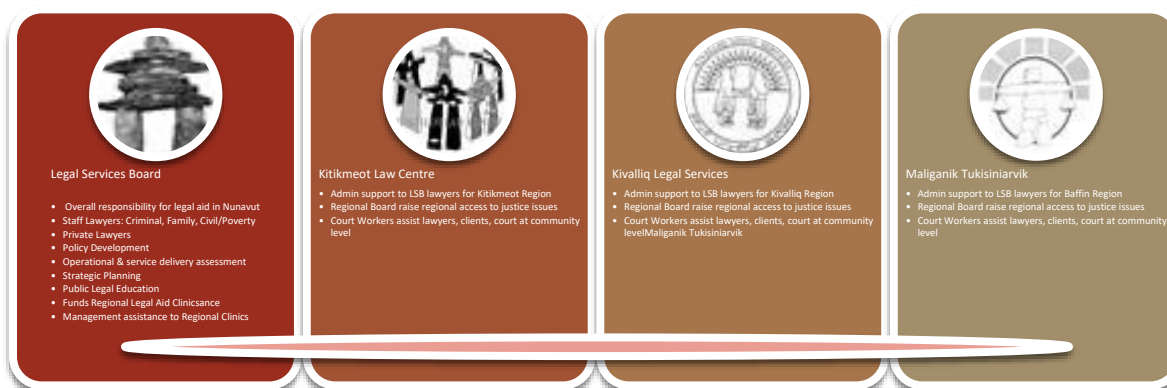 Legal Services Board
• Overall responsibility for legal aid in Nunavut
• Staff Lawyers: Criminal, Family, Civil/Poverty
• Private Lawyers
• Policy Development
• Operational & service delivery assessment
• Strategic Planning
• Public Legal Education
• Funds Regional Legal Aid Clinicsance
• Management assistance to Regional Clinics
Kitikmeot Law Centre
• Admin support to LSB lawyers for Kitikmeot Region
• Regional Board raise regional access to justice issues
• Court Workers assist lawyers, clients, court at community
level
Kivalliq Legal Services
• Admin support to LSB lawyers for Kivalliq Region
• Regional Board raise regional access to justice issues
• Court Workers assist lawyers, clients, court at community
levelMaliganik Tukisiniarvik
Maliganik Tukisiniarvik
• Admin support to LSB lawyers for Baffin Region
• Regional Board raise regional access to justice issues
• Court Workers assist lawyers, clients, court at community
level